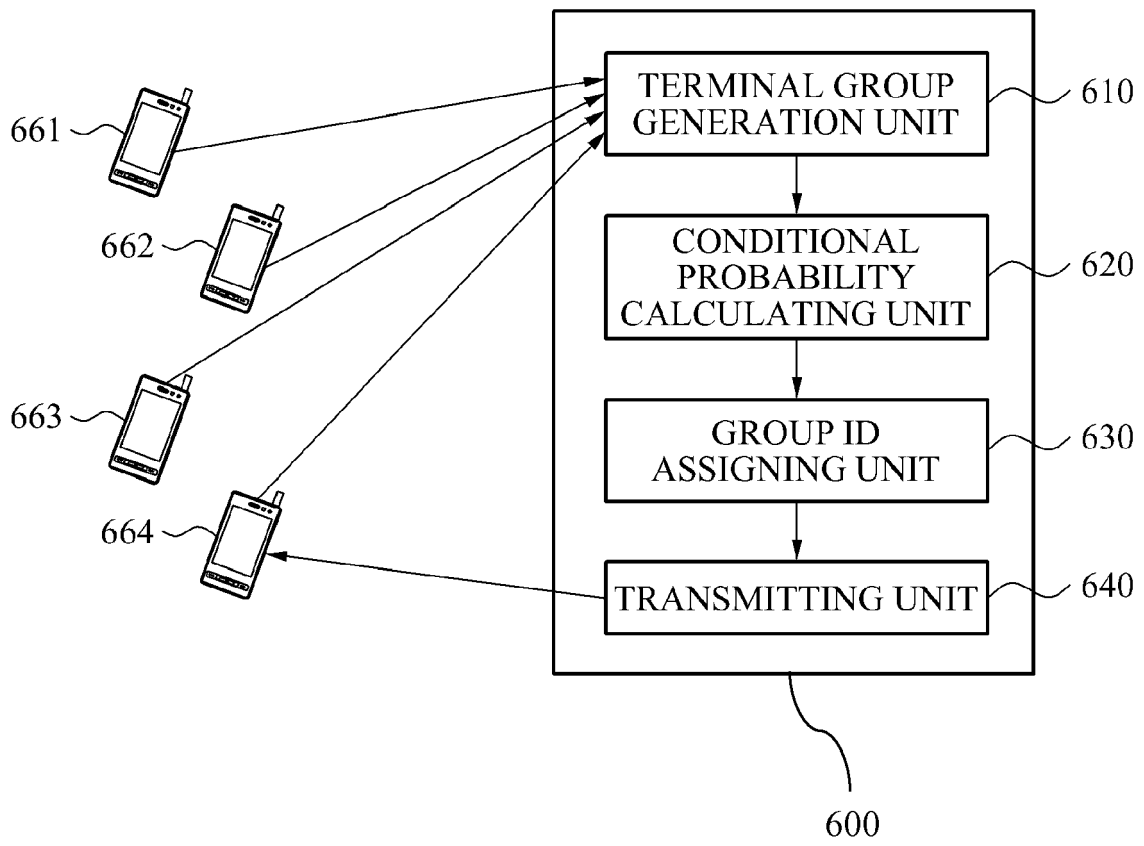 TERMINAL GROUP
GENERATION UNIT
610
661
662
CONDITIONAL
PROBABILITY
CALCULATING UNIT
620
663
GROUP ID
ASSIGNING UNIT
630
664
TRANSMITTING UNIT
640
600